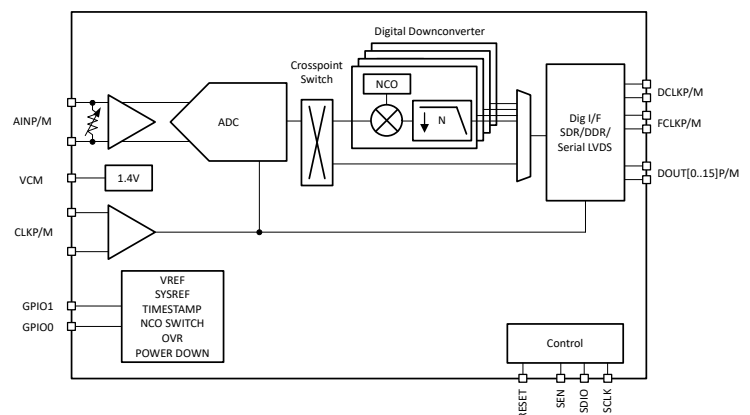 Digital Downconverter
Crosspoint
Switch
NCO
N
AINP/M
ADC
Dig I/F
SDR/DDR/
Serial LVDS
DCLKP/M
FCLKP/M
DOUT[0..15]P/M
VCM
1.4V
CLKP/M
GPIO1
GPIO0
VREF
SYSREF
TIMESTAMP
NCO SWITCH
OVR
POWER DOWN
Control
RESET
SEN
SDIO
SCLK